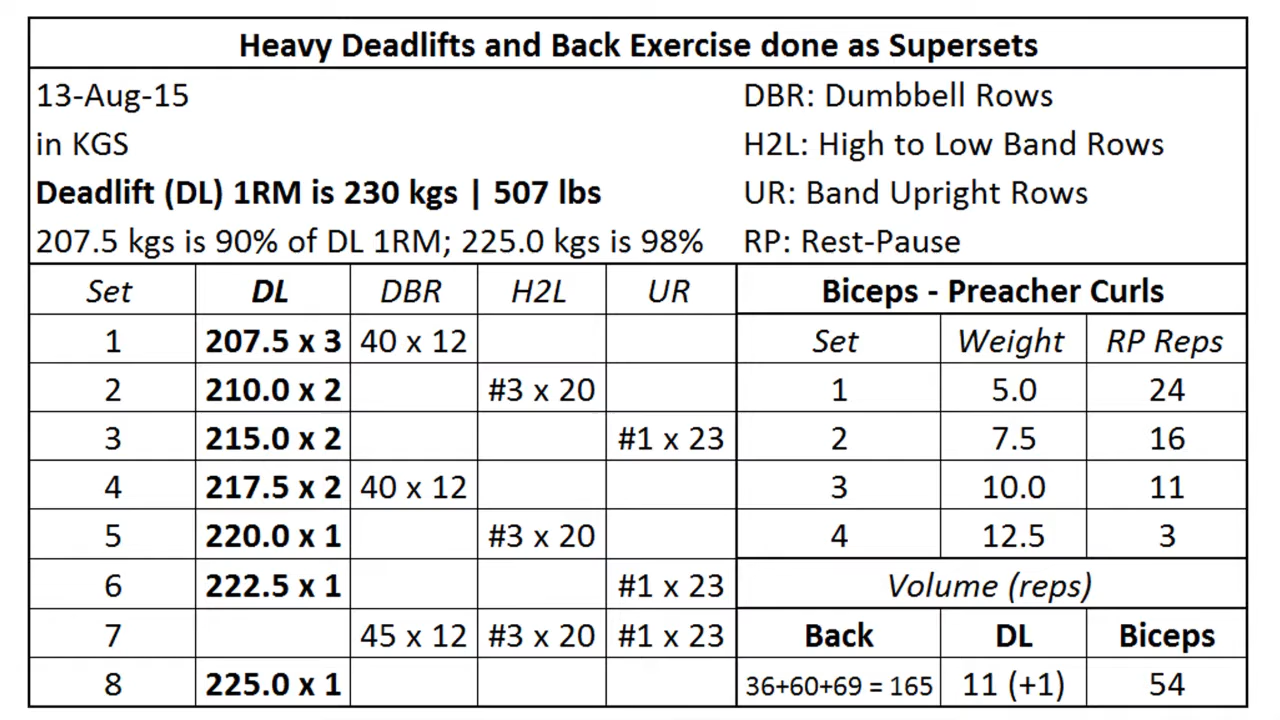 Heavy Deadlifts and Back Exercise done as Supersets
13-Aug-15
in KGS
Deadlift (DL) 1RM is 230 kgs | 507 lbs
207.5 kgs is 90% of DL 1RM; 225.0 kgs is 98%
DBR: Dumbbell Rows
H2L: High to Low Band Rows
UR: Band Upright Rows
RP: Rest-Pause
Set DL DBR H2L UR
1 207.5 x 3 40 x 12
2 210.0 x 2 #3 x 20
3 215.0 x 2 #1 x 23
4 217.5 x 2 40 x 12
5 220.0 x 1 #3 x 20
6 222.5 x 1 #1 x 23
7 45 x 12 #3 x 20 #1 x 23
8 225.0 x 1
Biceps - Preacher Curls
Set Weight RP Reps
1 5.0 24
2 7.5 16
3 10.0 11
4 12.5 3
Volume (reps)
Back DL Biceps
36+60+69 = 165 11 (+1) 54